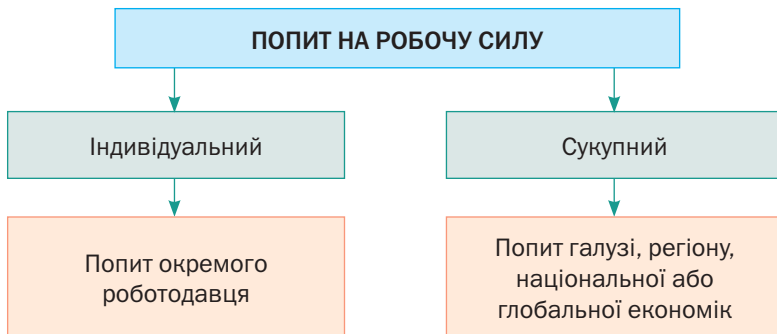 ПОПИТ НА РОБОЧУ СИЛУ
Індивідуальний
Сукупний
Попит окремого
роботодавця
Попит галузі, регіону,
національної або
глобальної економік